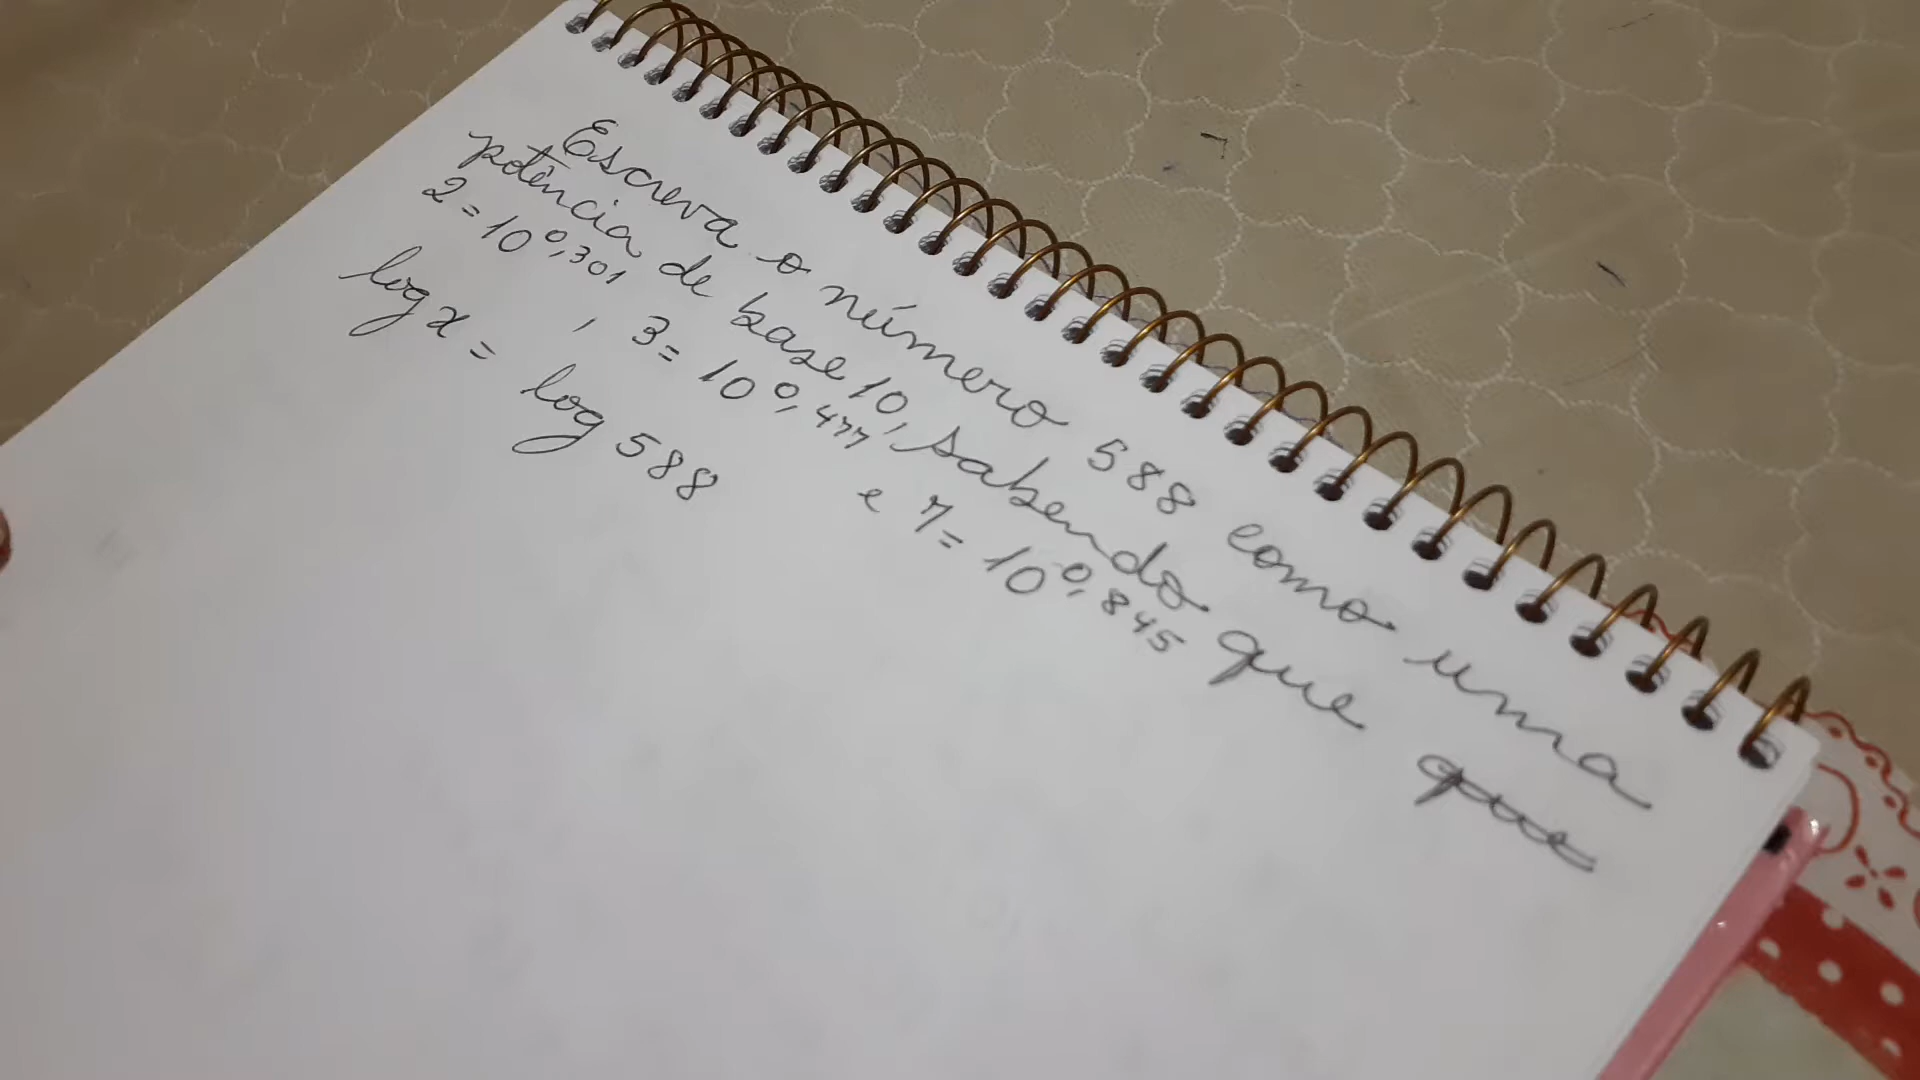 Escreva o número 588 como uma
potência de base 10, sabendo que que
2 = 10^0,301 , 3 = 10^0,477 e 7 = 10^0,845
log x = log 588